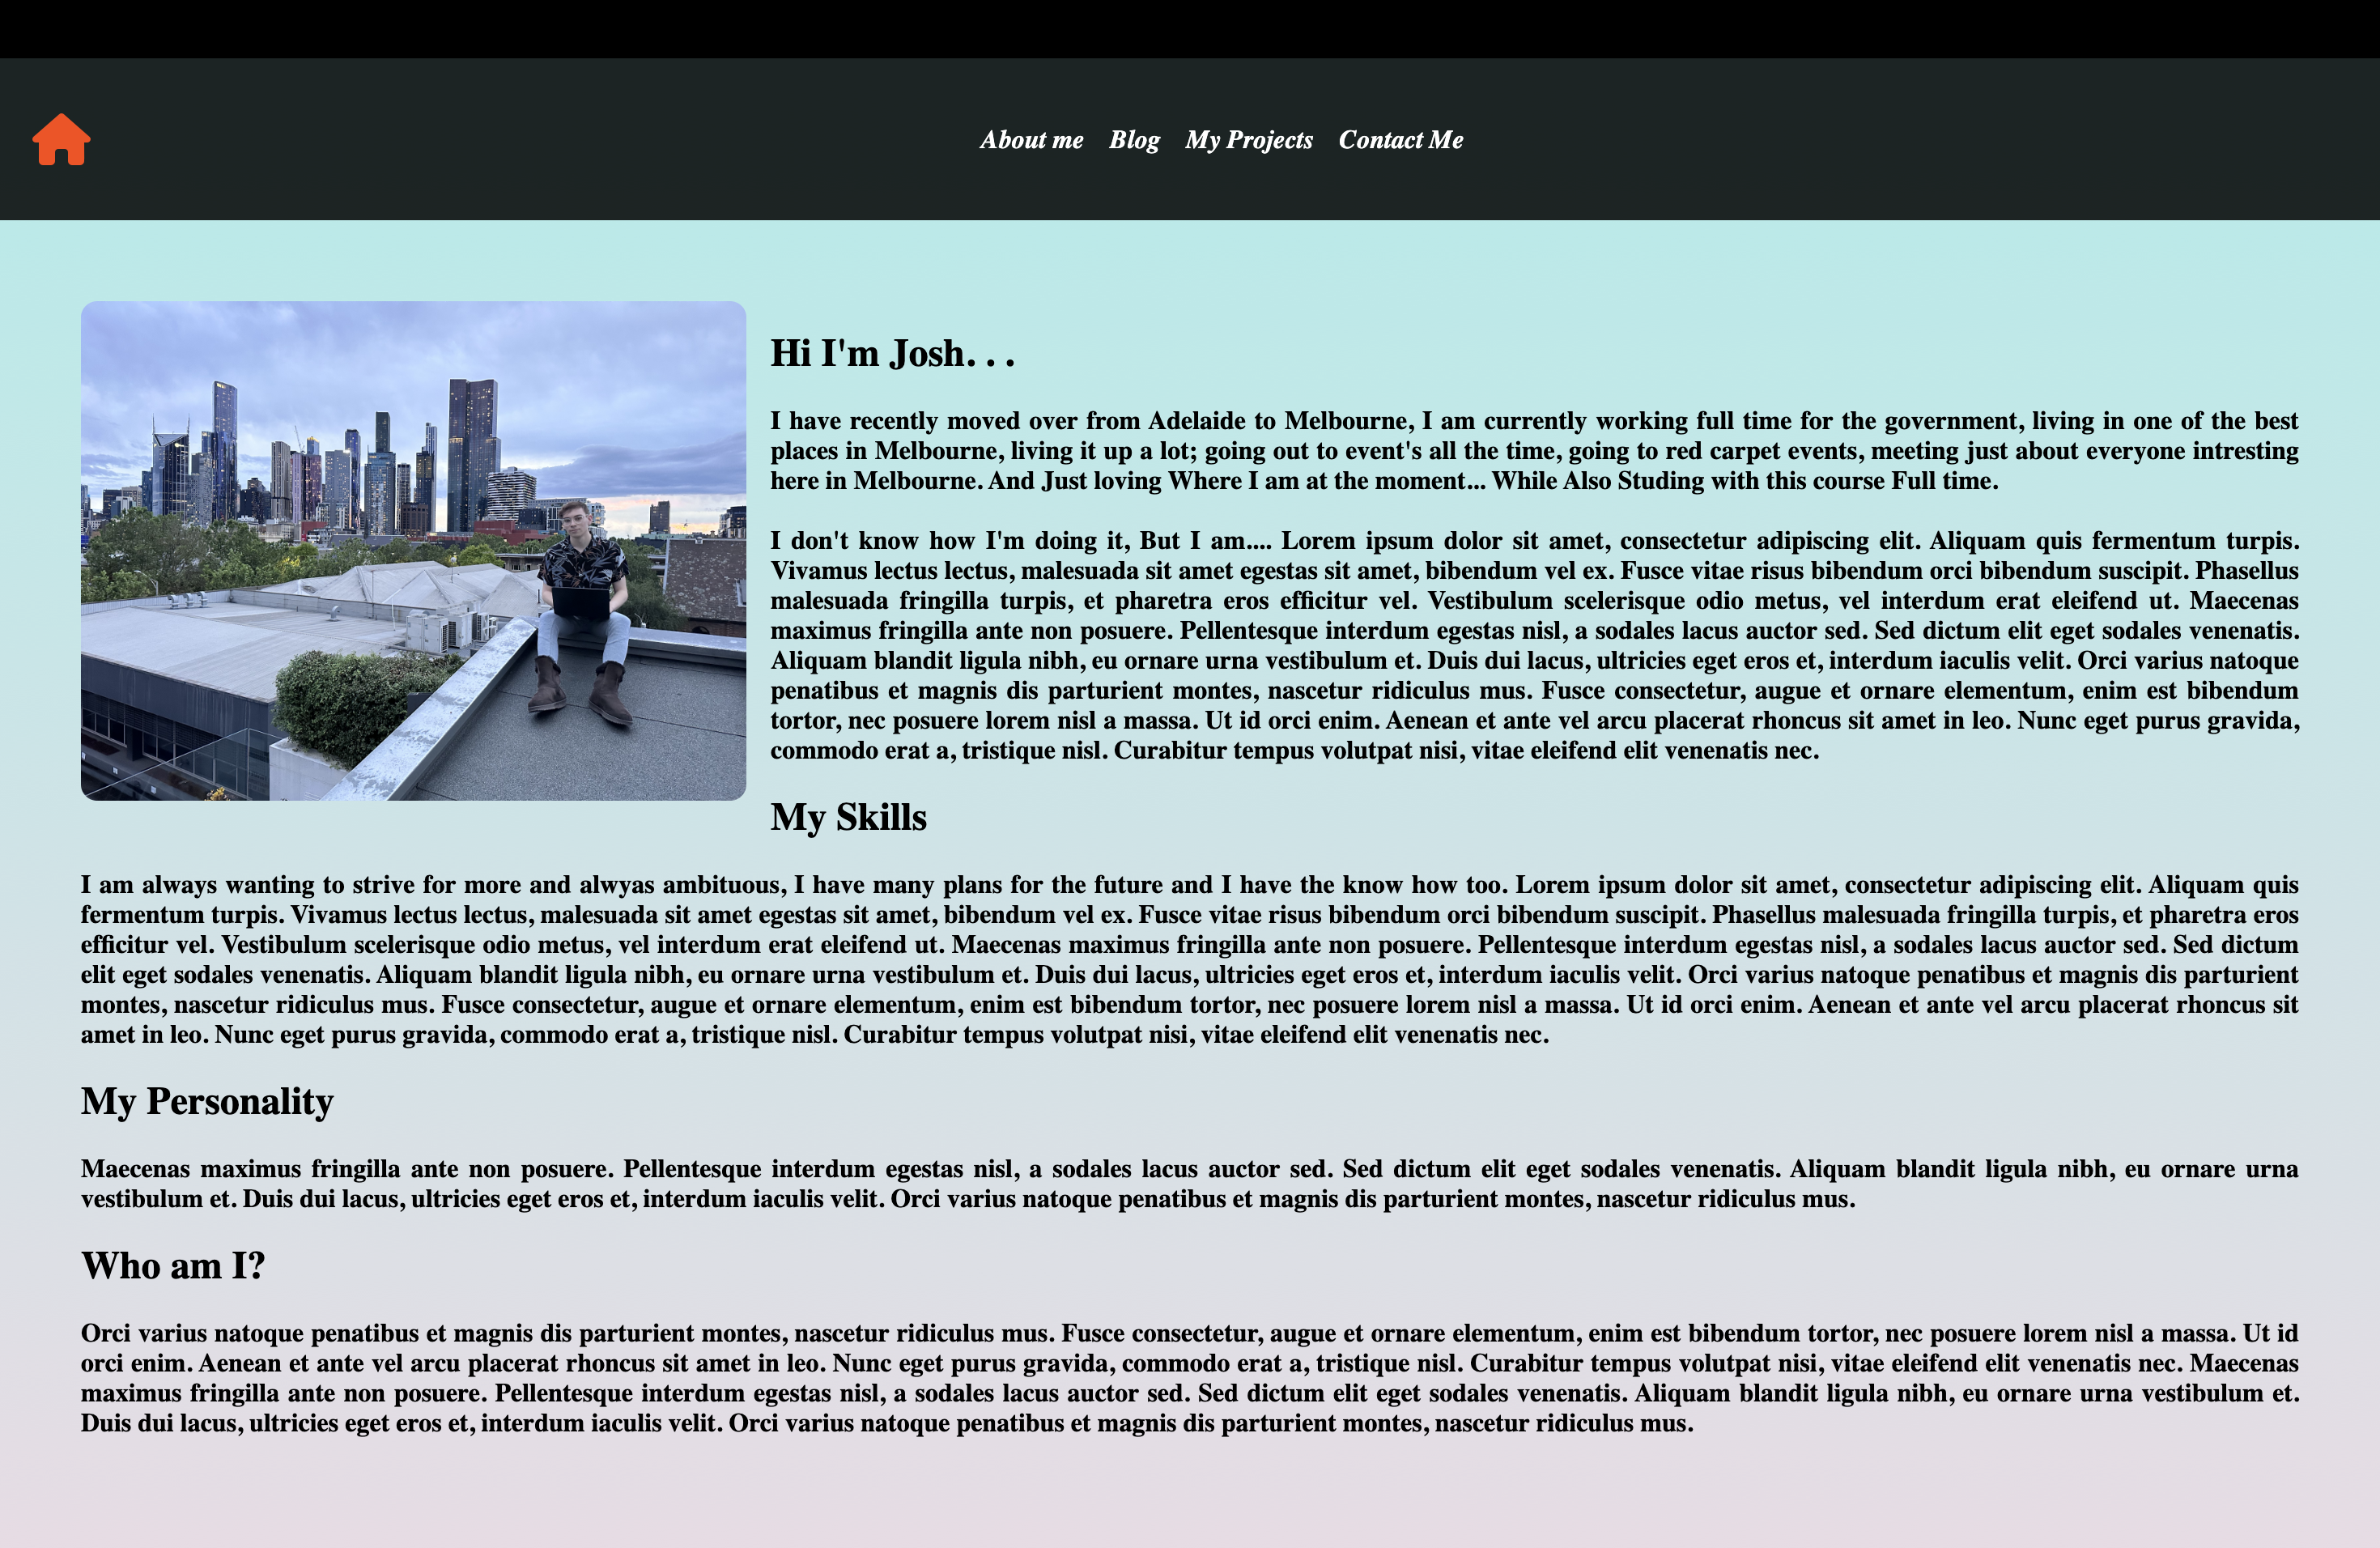 About me Blog My Projects Contact Me
Hi I'm Josh. . .
I have recently moved over from Adelaide to Melbourne, I am currently working full time for the government, living in one of the best
places in Melbourne, living it up a lot; going out to event's all the time, going to red carpet events, meeting just about everyone intresting
here in Melbourne. And Just loving Where I am at the moment... While Also Studing with this course Full time.
I don't know how I'm doing it, But I am.... Lorem ipsum dolor sit amet, consectetur adipiscing elit. Aliquam quis fermentum turpis.
Vivamus lectus lectus, malesuada sit amet egestas sit amet, bibendum vel ex. Fusce vitae risus bibendum orci bibendum suscipit. Phasellus
malesuada fringilla turpis, et pharetra eros efficitur vel. Vestibulum scelerisque odio metus, vel interdum erat eleifend ut. Maecenas
maximus fringilla ante non posuere. Pellentesque interdum egestas nisl, a sodales lacus auctor sed. Sed dictum elit eget sodales venenatis.
Aliquam blandit ligula nibh, eu ornare urna vestibulum et. Duis dui lacus, ultricies eget eros et, interdum iaculis velit. Orci varius natoque
penatibus et magnis dis parturient montes, nascetur ridiculus mus. Fusce consectetur, augue et ornare elementum, enim est bibendum
tortor, nec posuere lorem nisl a massa. Ut id orci enim. Aenean et ante vel arcu placerat rhoncus sit amet in leo. Nunc eget purus gravida,
commodo erat a, tristique nisl. Curabitur tempus volutpat nisi, vitae eleifend elit venenatis nec.
My Skills
I am always wanting to strive for more and alwyas ambituous, I have many plans for the future and I have the know how too. Lorem ipsum dolor sit amet, consectetur adipiscing elit. Aliquam quis
fermentum turpis. Vivamus lectus lectus, malesuada sit amet egestas sit amet, bibendum vel ex. Fusce vitae risus bibendum orci bibendum suscipit. Phasellus malesuada fringilla turpis, et pharetra eros
efficitur vel. Vestibulum scelerisque odio metus, vel interdum erat eleifend ut. Maecenas maximus fringilla ante non posuere. Pellentesque interdum egestas nisl, a sodales lacus auctor sed. Sed dictum
elit eget sodales venenatis. Aliquam blandit ligula nibh, eu ornare urna vestibulum et. Duis dui lacus, ultricies eget eros et, interdum iaculis velit. Orci varius natoque penatibus et magnis dis parturient
montes, nascetur ridiculus mus. Fusce consectetur, augue et ornare elementum, enim est bibendum tortor, nec posuere lorem nisl a massa. Ut id orci enim. Aenean et ante vel arcu placerat rhoncus sit
amet in leo. Nunc eget purus gravida, commodo erat a, tristique nisl. Curabitur tempus volutpat nisi, vitae eleifend elit venenatis nec.
My Personality
Maecenas maximus fringilla ante non posuere. Pellentesque interdum egestas nisl, a sodales lacus auctor sed. Sed dictum elit eget sodales venenatis. Aliquam blandit ligula nibh, eu ornare urna
vestibulum et. Duis dui lacus, ultricies eget eros et, interdum iaculis velit. Orci varius natoque penatibus et magnis dis parturient montes, nascetur ridiculus mus.
Who am I?
Orci varius natoque penatibus et magnis dis parturient montes, nascetur ridiculus mus. Fusce consectetur, augue et ornare elementum, enim est bibendum tortor, nec posuere lorem nisl a massa. Ut id
orci enim. Aenean et ante vel arcu placerat rhoncus sit amet in leo. Nunc eget purus gravida, commodo erat a, tristique nisl. Curabitur tempus volutpat nisi, vitae eleifend elit venenatis nec. Maecenas
maximus fringilla ante non posuere. Pellentesque interdum egestas nisl, a sodales lacus auctor sed. Sed dictum elit eget sodales venenatis. Aliquam blandit ligula nibh, eu ornare urna vestibulum et.
Duis dui lacus, ultricies eget eros et, interdum iaculis velit. Orci varius natoque penatibus et magnis dis parturient montes, nascetur ridiculus mus.